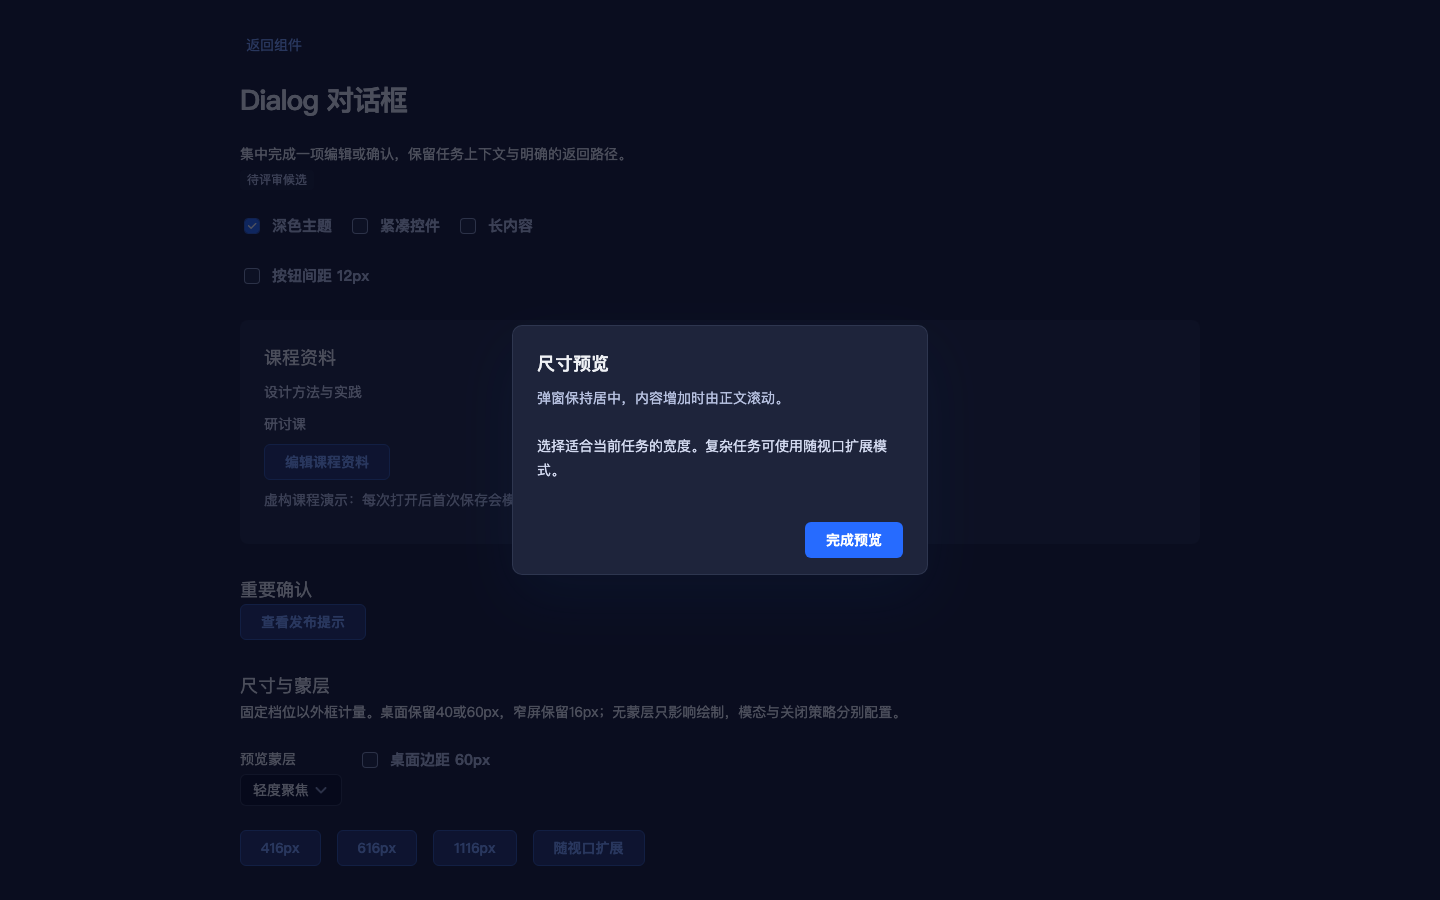 返回组件
Dialog 对话框
集中完成一项编辑或确认，保留任务上下文与明确的返回路径。
待评审候选
深色主题 紧凑控件 长内容
按钮间距 12px
课程资料
设计方法与实践
研讨课
编辑课程资料
虚构课程演示：每次打开后首次保存会模
尺寸预览
弹窗保持居中，内容增加时由正文滚动。
选择适合当前任务的宽度。复杂任务可使用随视口扩展模
式。
完成预览
重要确认
查看发布提示
尺寸与蒙层
固定档位以外框计量。桌面保留40或60px，窄屏保留16px；无蒙层只影响绘制，模态与关闭策略分别配置。
预览蒙层 桌面边距 60px
轻度聚焦
416px 616px 1116px 随视口扩展